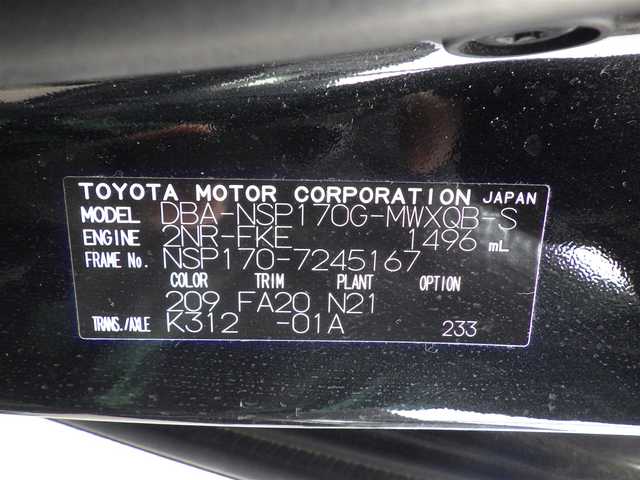 TOYOTA MOTOR CORPORATION JAPAN
MODEL DBA-NSP170G-MWXQB-S
ENGINE 2NR-FKE 1496 mL
FRAME No. NSP170-7245167
COLOR TRIM PLANT OPTION
209 FA20 N21
TRANS./AXLE K312 -01A 233